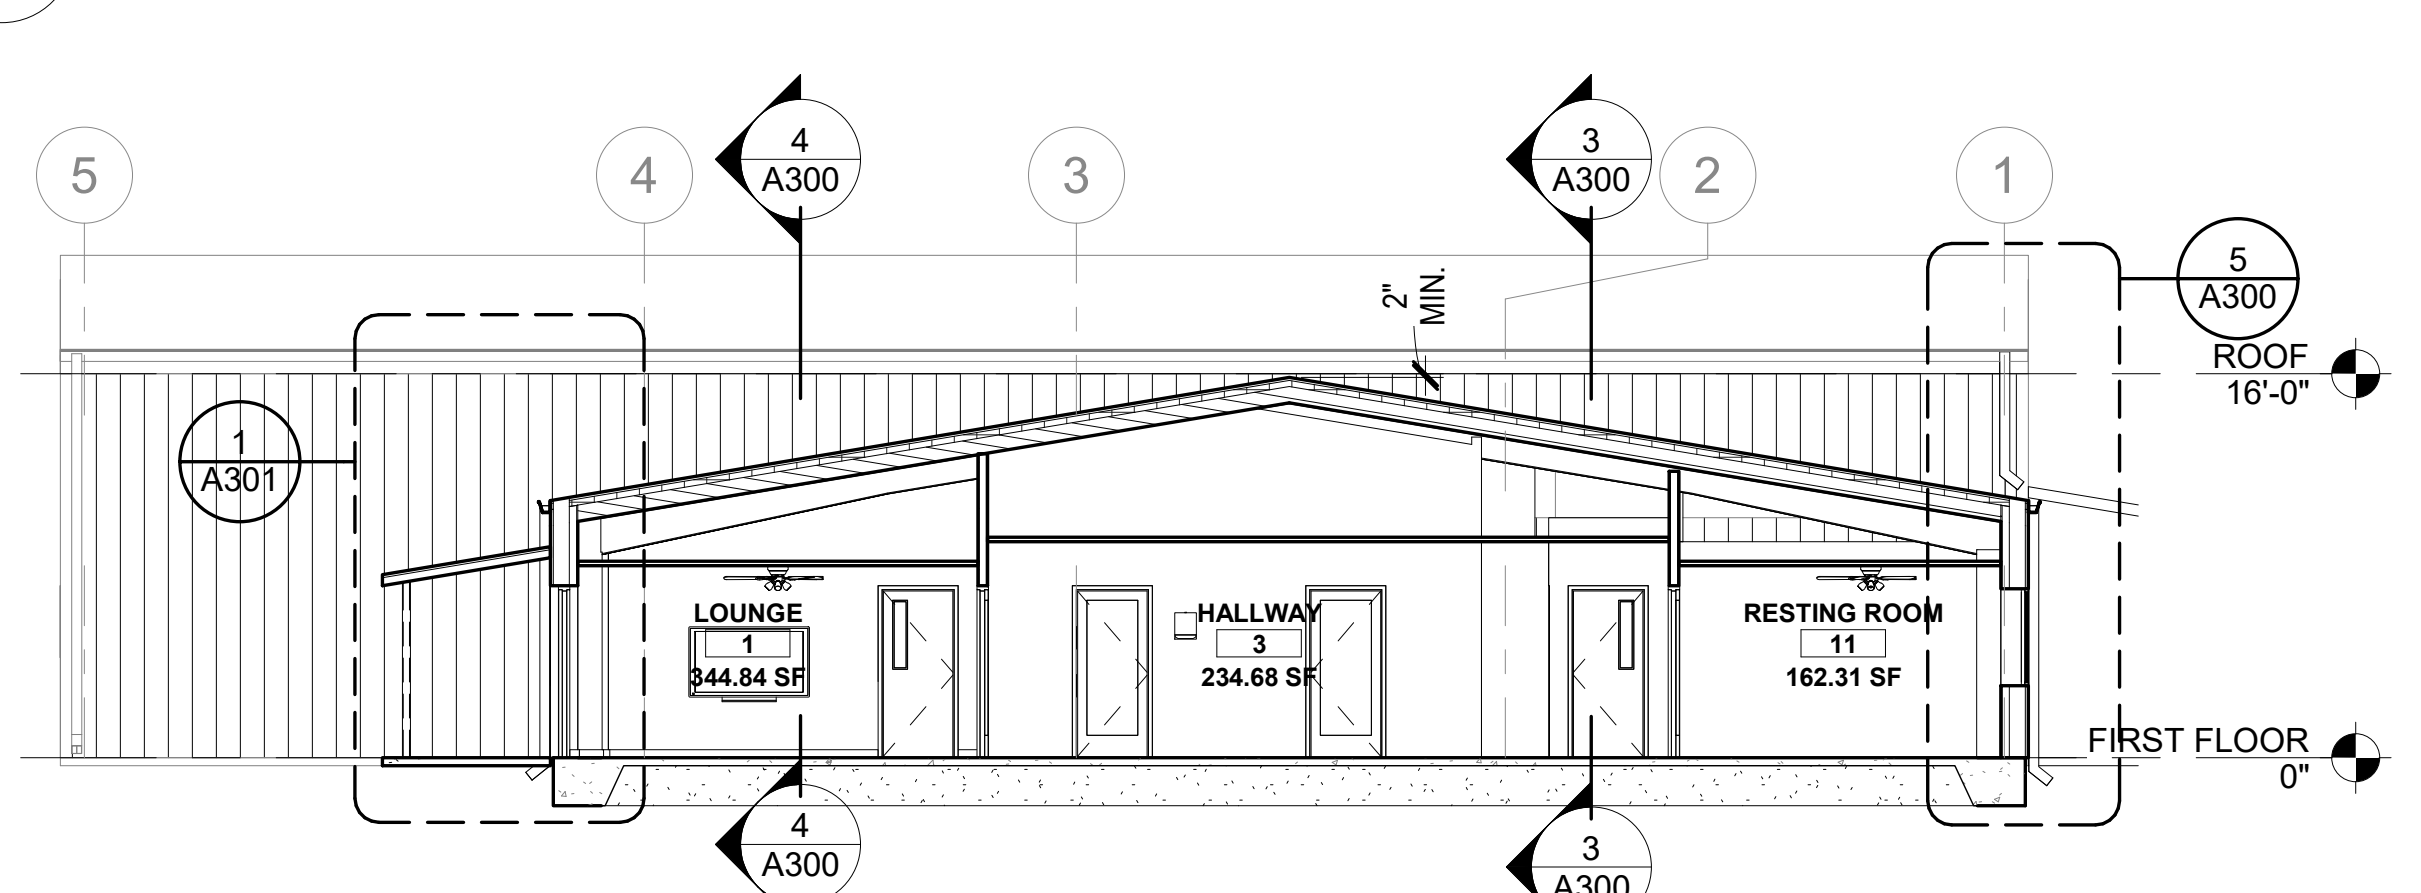 5
4
4
A300
3
3
A300
2
1
5
A300
2"
MIN.
ROOF
16'-0"
1
A301
LOUNGE
1
344.84 SF
HALLWAY
3
234.68 SF
RESTING ROOM
11
162.31 SF
FIRST FLOOR
0"
4
A300
3
A300